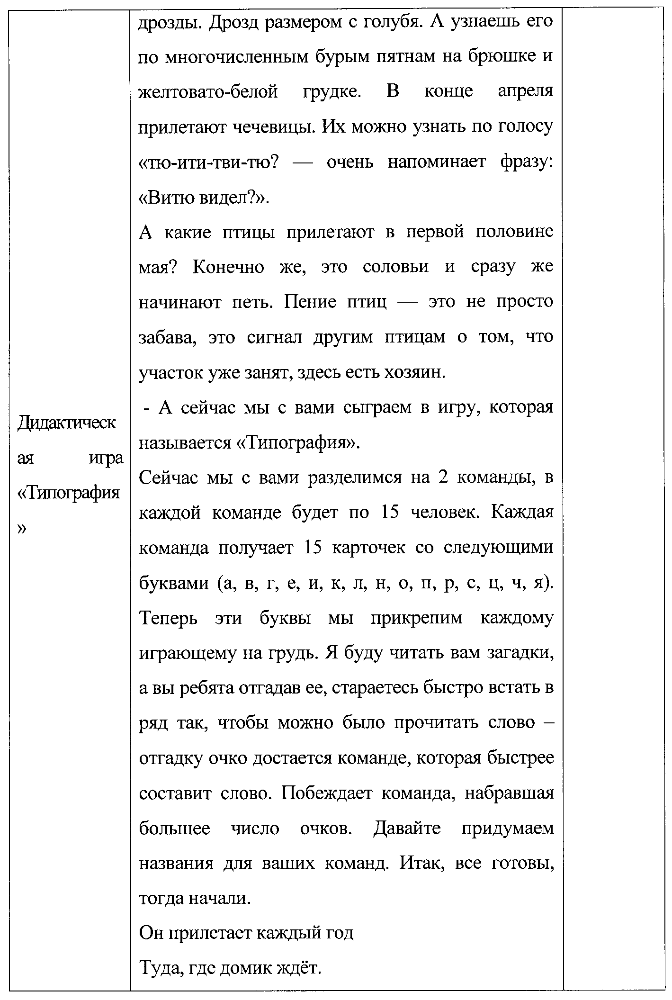 дрозды. Дрозд размером с голубя. А узнаешь его
по многочисленным бурым пятнам на брюшке и
желтовато-белой грудке. В конце апреля
прилетают чечевицы. Их можно узнать по голосу
«тю-ити-тви-тю? — очень напоминает фразу:
«Витю видел?».
А какие птицы прилетают в первой половине
мая? Конечно же, это соловьи и сразу же
начинают петь. Пение птиц — это не просто
забава, это сигнал другим птицам о том, что
участок уже занят, здесь есть хозяин.
Дидактическ
ая игра
«Типография
»
- А сейчас мы с вами сыграем в игру, которая
называется «Типография».
Сейчас мы с вами разделимся на 2 команды, в
каждой команде будет по 15 человек. Каждая
команда получает 15 карточек со следующими
буквами (а, в, г, е, и, к, л, н, о, п, р, с, ц, ч, я).
Теперь эти буквы мы прикрепим каждому
играющему на грудь. Я буду читать вам загадки,
а вы ребята отгадав ее, стараетесь быстро встать в
ряд так, чтобы можно было прочитать слово –
отгадку очко достается команде, которая быстрее
составит слово. Побеждает команда, набравшая
большее число очков. Давайте придумаем
названия для ваших команд. Итак, все готовы,
тогда начали.
Он прилетает каждый год
Туда, где домик ждёт.